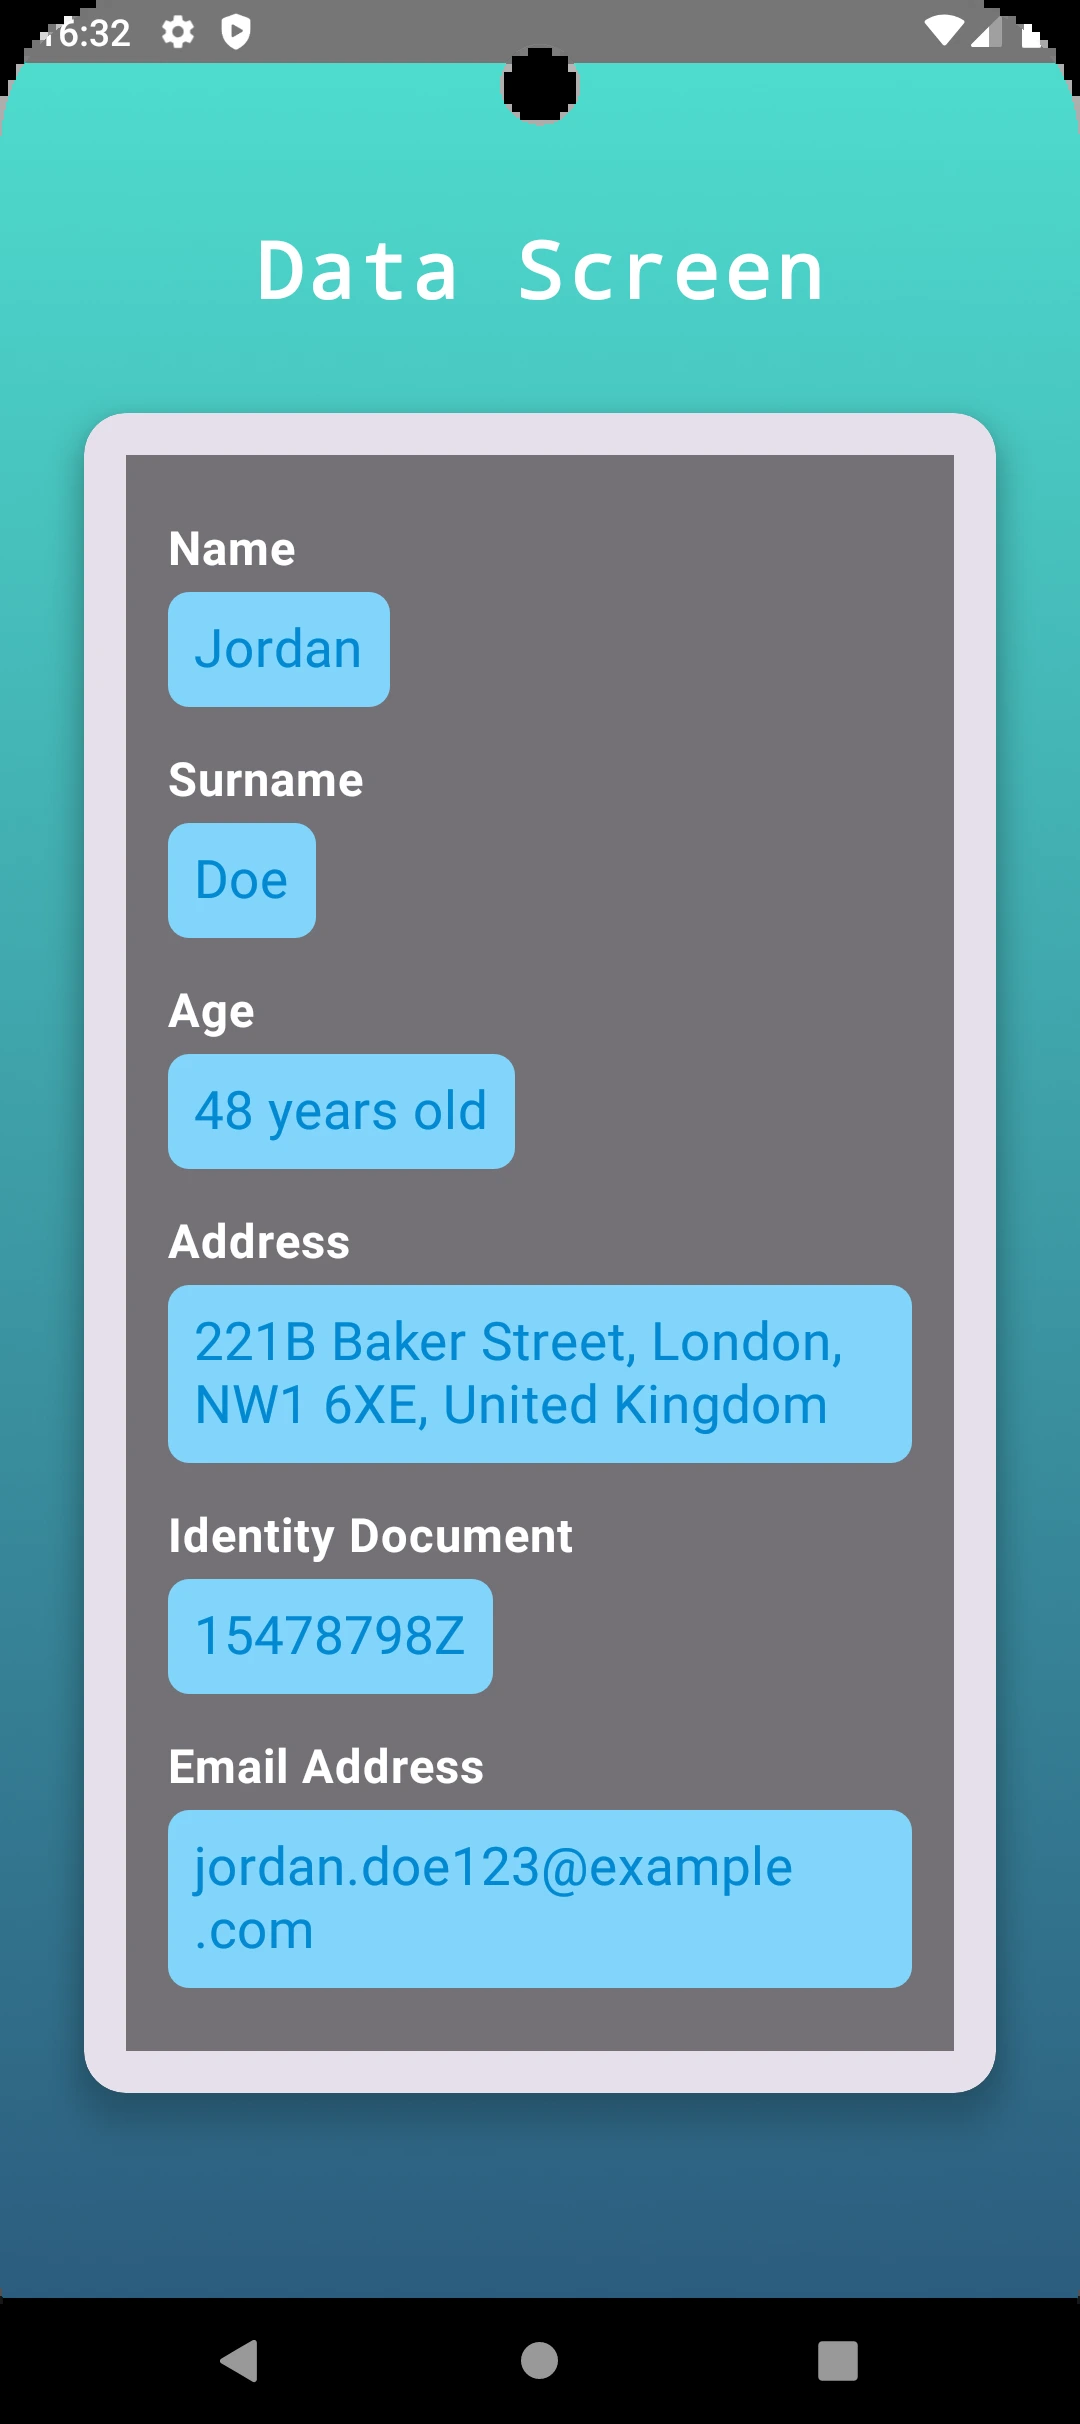 16:32
Data Screen
Name
Jordan
Surname
Doe
Age
48 years old
Address
221B Baker Street, London,
NW1 6XE, United Kingdom
Identity Document
15478798Z
Email Address
jordan.doe123@example
.com